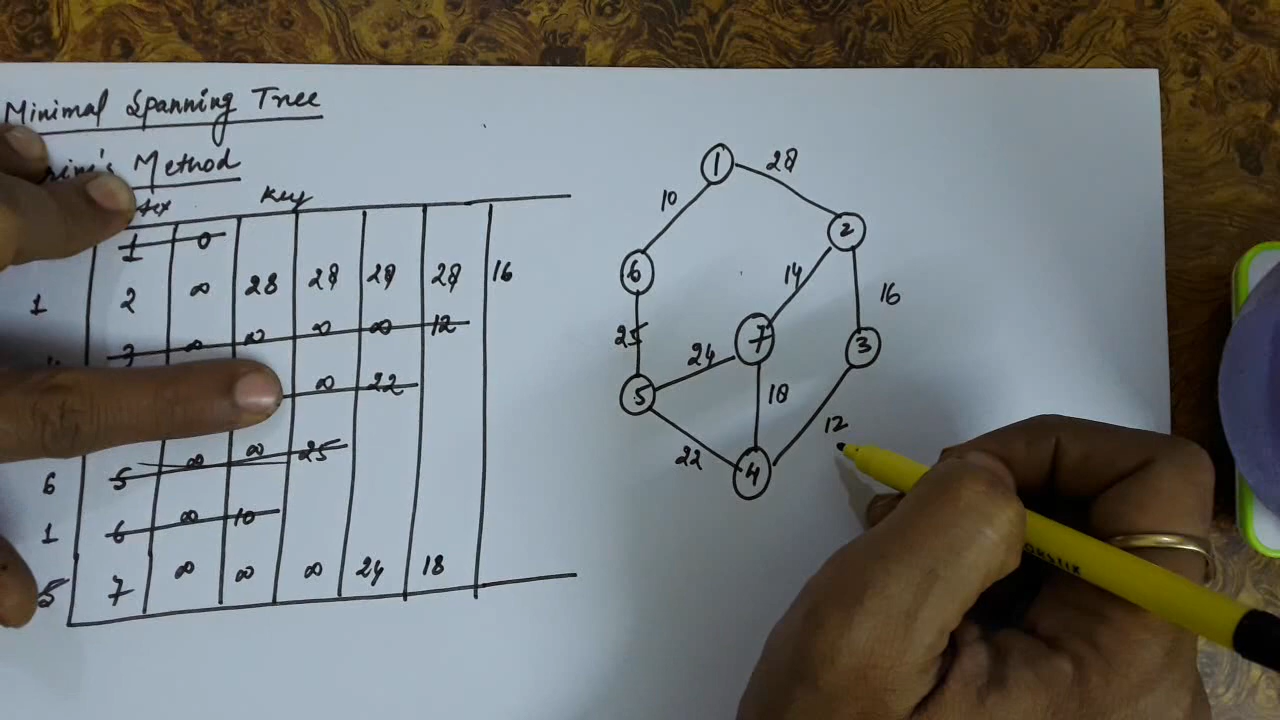 Minimal Spanning Tree
Method
Key
1 0
1 2 ∞ 28 28 28 28 16
3 ∞ ∞ ∞ ∞ 12
∞ 22
6 5 ∞ ∞ 25
1 6 ∞ 10
5 7 ∞ ∞ ∞ 24 18
1
28
10
2
6
14
16
25
7
3
24
5
18
12
22
4